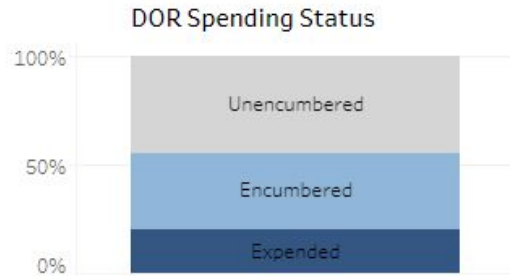 DOR Spending Status
100%
Unencumbered
50%
Encumbered
Expended
0%